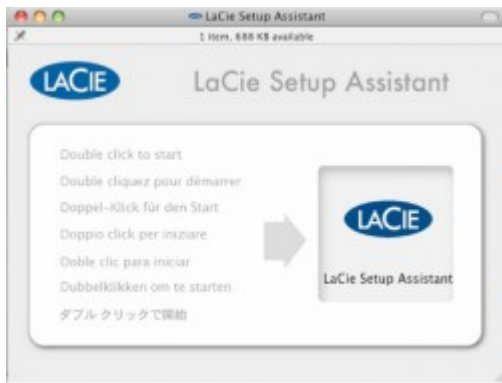 LaCie Setup Assistant
1 item, 688 KB available
LACIE
LaCie Setup Assistant
Double click to start
Double cliquez pour démarrer
Doppel-Klick für den Start
Doppio click per iniziare
Doble clic para iniciar
Dubbelklikken om te starten
ダブル クリックで開始
LACIE
LaCie Setup Assistant